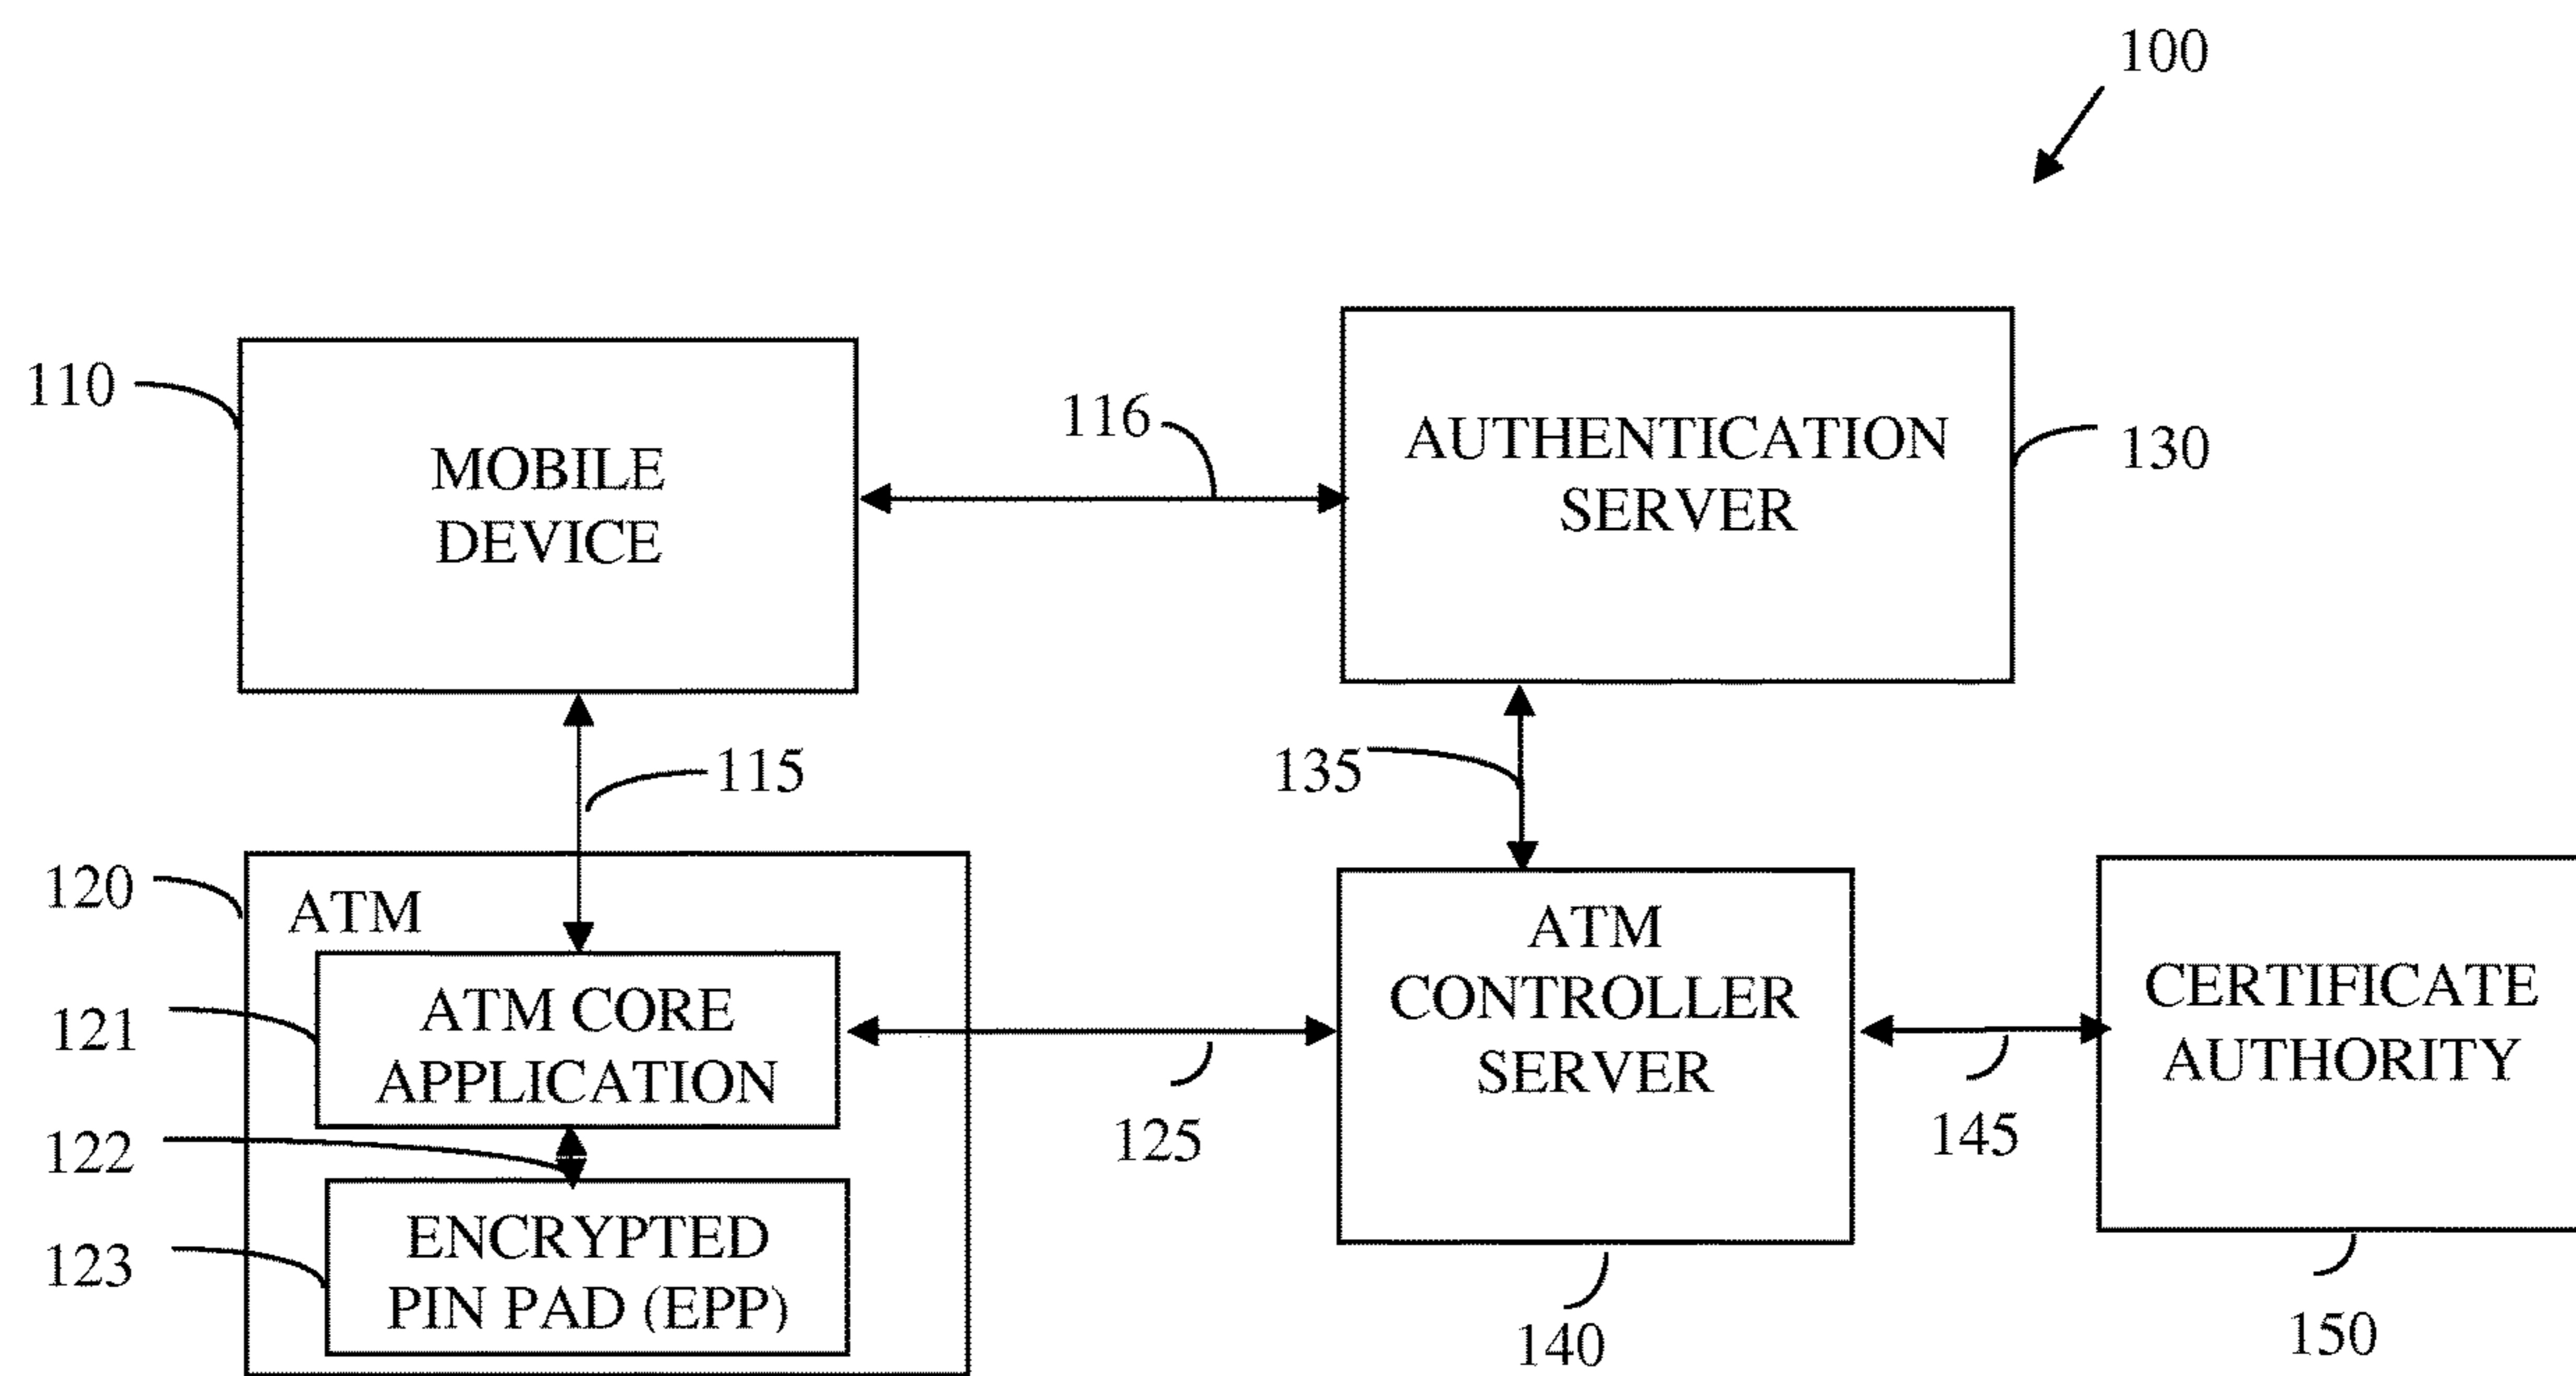 100
110
MOBILE
DEVICE
116
AUTHENTICATION
SERVER
130
115
135
120
ATM
121
ATM CORE
APPLICATION
122
123
ENCRYPTED
PIN PAD (EPP)
125
ATM
CONTROLLER
SERVER
140
145
CERTIFICATE
AUTHORITY
150